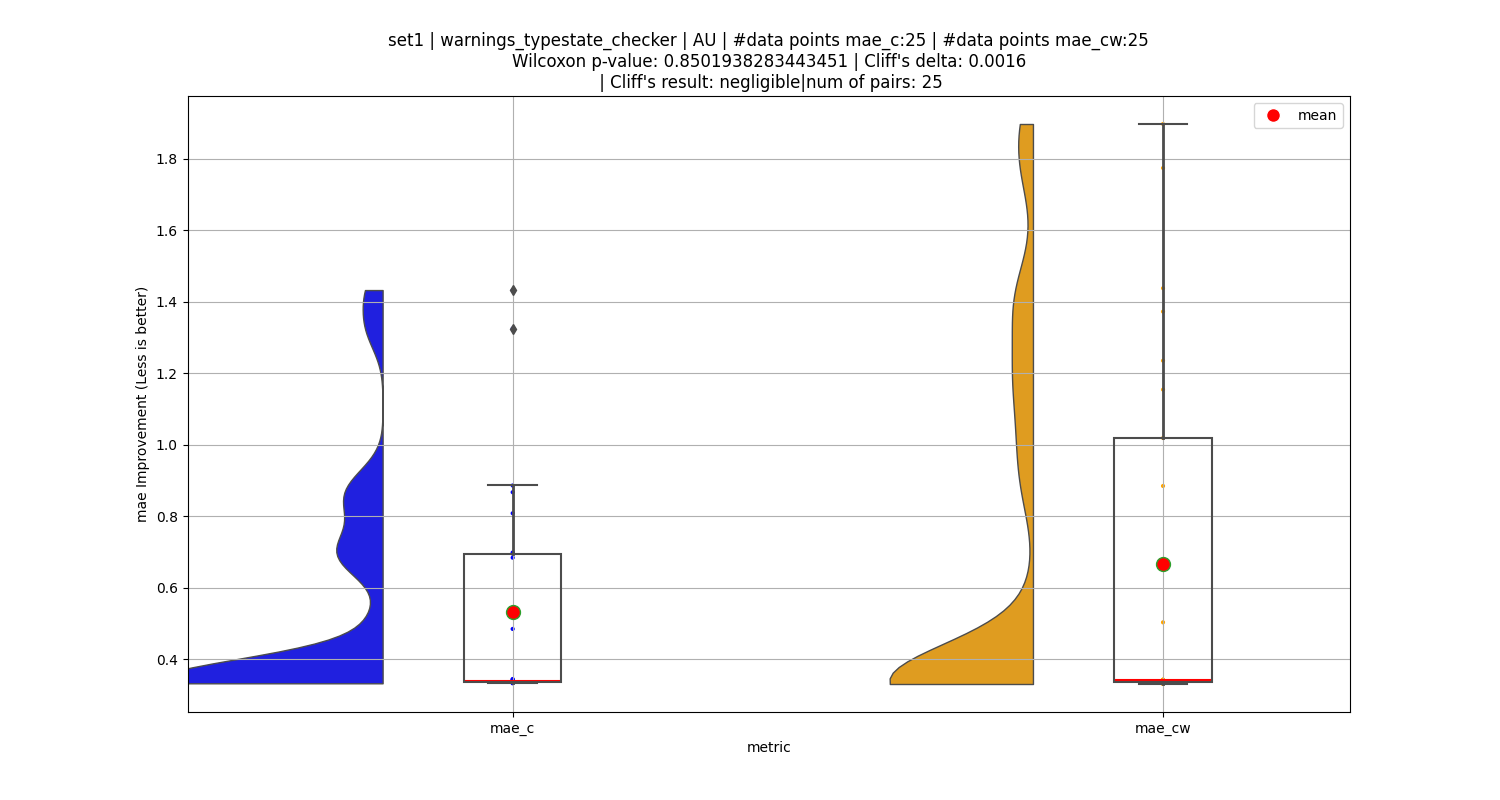 set1 | warnings_typestate_checker | AU | #data points mae_c:25 | #data points mae_cw:25
Wilcoxon p-value: 0.8501938283443451 | Cliff's delta: 0.0016
| Cliff's result: negligible|num of pairs: 25
mean
1.8
1.6
1.4
1.2
1.0
0.8
0.6
0.4
mae Improvement (Less is better)
mae_c
mae_cw
metric